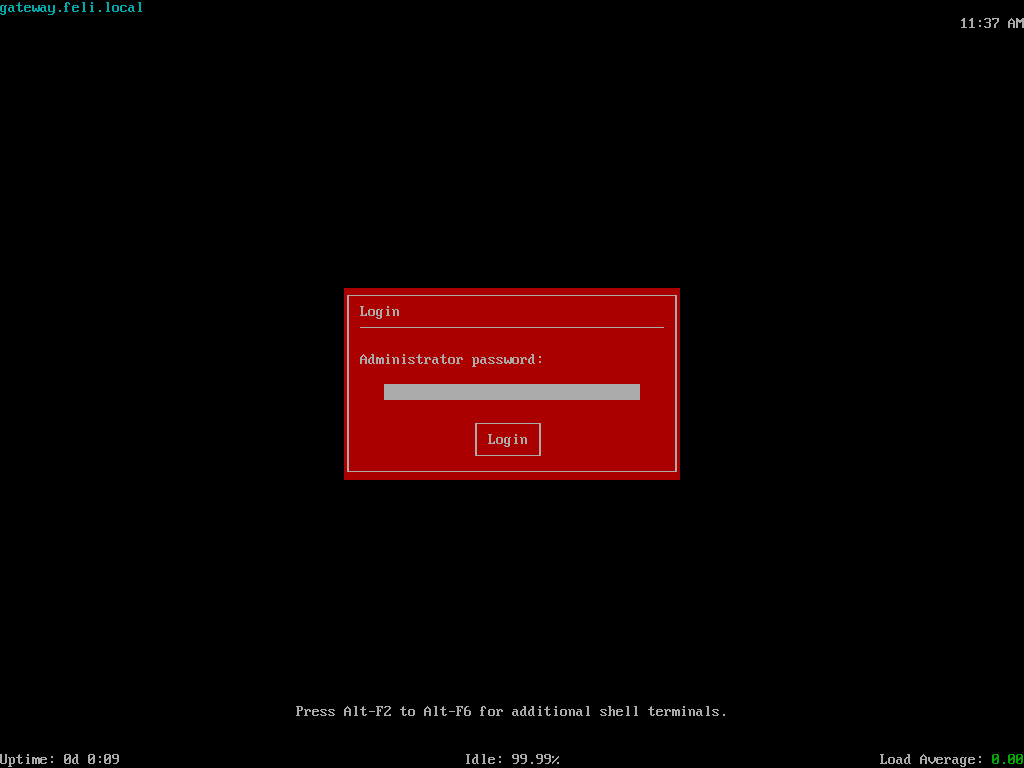 gateway.feli.local
11:37 AM
Login
Administrator password:
Login
Press Alt-F2 to Alt-F6 for additional shell terminals.
Uptime: 0d 0:09
Idle: 99.99%
Load Average: 0.00